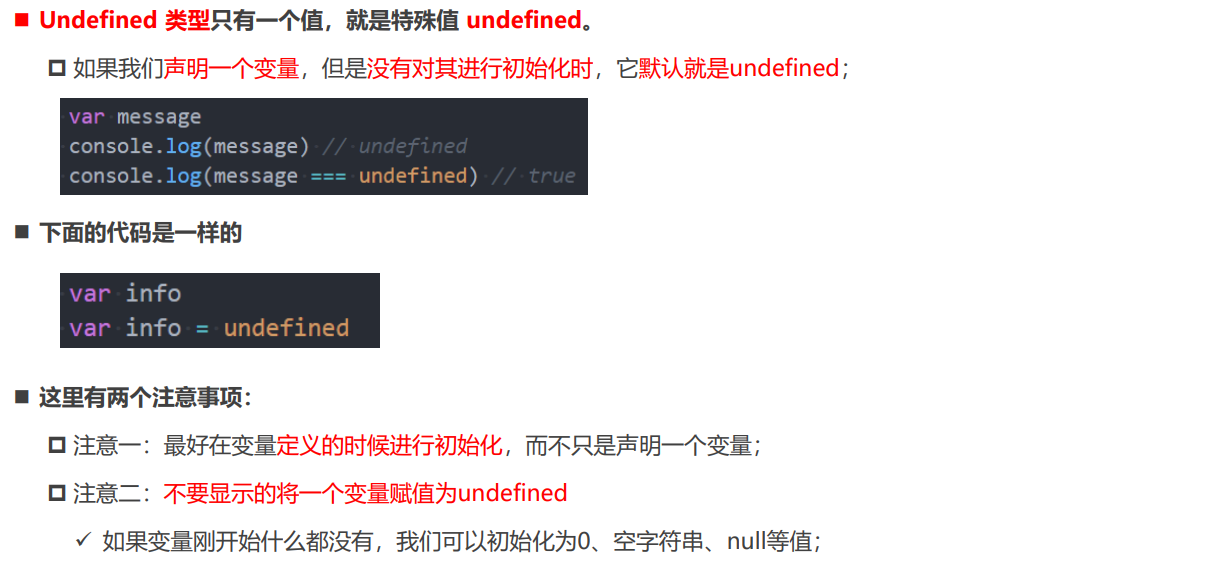 Undefined 类型只有一个值，就是特殊值 undefined。
如果我们声明一个变量，但是没有对其进行初始化时，它默认就是undefined；
var message
console.log(message) // undefined
console.log(message === undefined) // true
下面的代码是一样的
var info
var info = undefined
这里有两个注意事项：
注意一：最好在变量定义的时候进行初始化，而不只是声明一个变量；
注意二：不要显示的将一个变量赋值为undefined
如果变量刚开始什么都没有，我们可以初始化为0、空字符串、null等值；